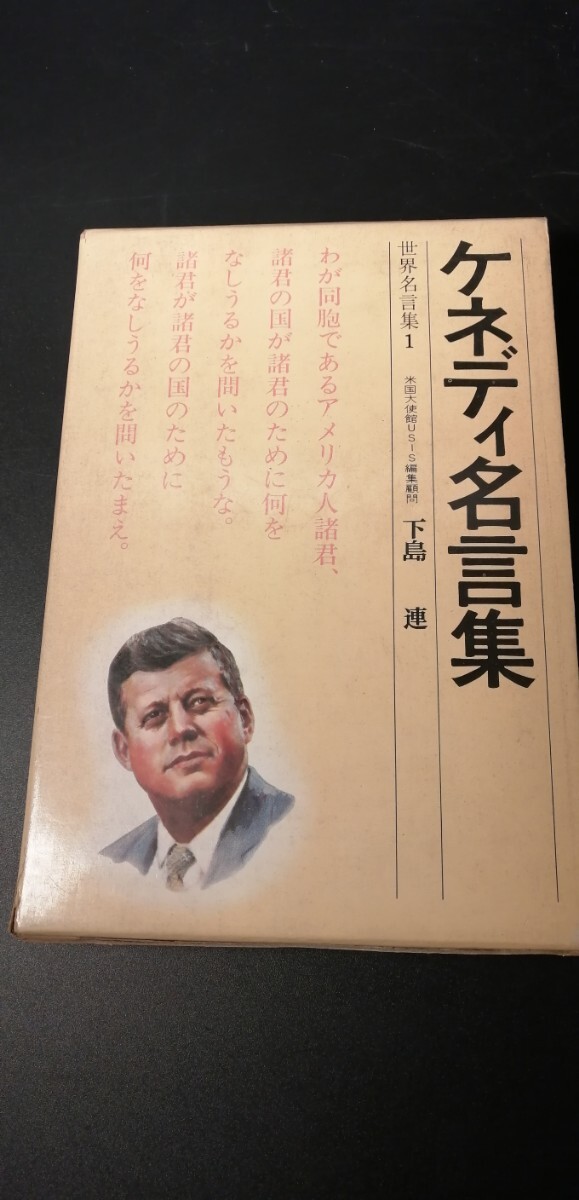 ケネディ名言集
世界名言集1
米国大使館USIS編集顧問 下島 連
わが同胞であるアメリカ人諸君、
諸君の国が諸君のために何を
なしうるかを問いたもうな。
諸君が諸君の国のために
何をなしうるかを問いたまえ。